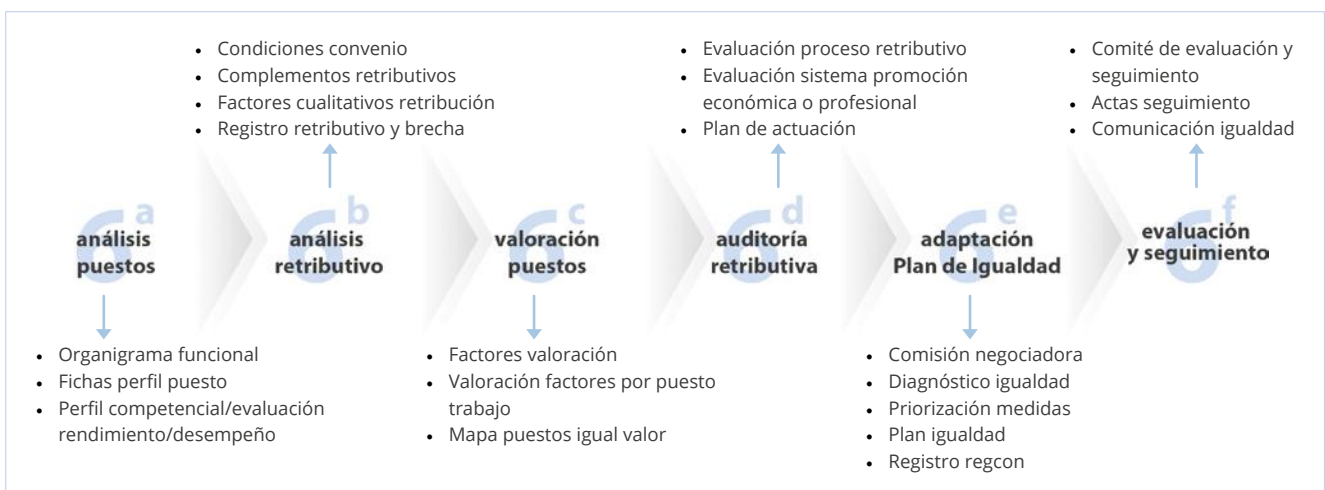 • Condiciones convenio
• Complementos retributivos
• Factores cualitativos retribución
• Registro retributivo y brecha
• Evaluación proceso retributivo
• Evaluación sistema promoción
económica o profesional
• Plan de actuación
• Comité de evaluación y
seguimiento
• Actas seguimiento
• Comunicación igualdad
6a
análisis
puestos
6b
análisis
retributivo
6c
valoración
puestos
6d
auditoría
retributiva
6e
adaptación
Plan de Igualdad
6f
evaluación
y seguimiento
• Organigrama funcional
• Fichas perfil puesto
• Perfil competencial/evaluación
rendimiento/desempeño
• Factores valoración
• Valoración factores por puesto
trabajo
• Mapa puestos igual valor
• Comisión negociadora
• Diagnóstico igualdad
• Priorización medidas
• Plan igualdad
• Registro regcon